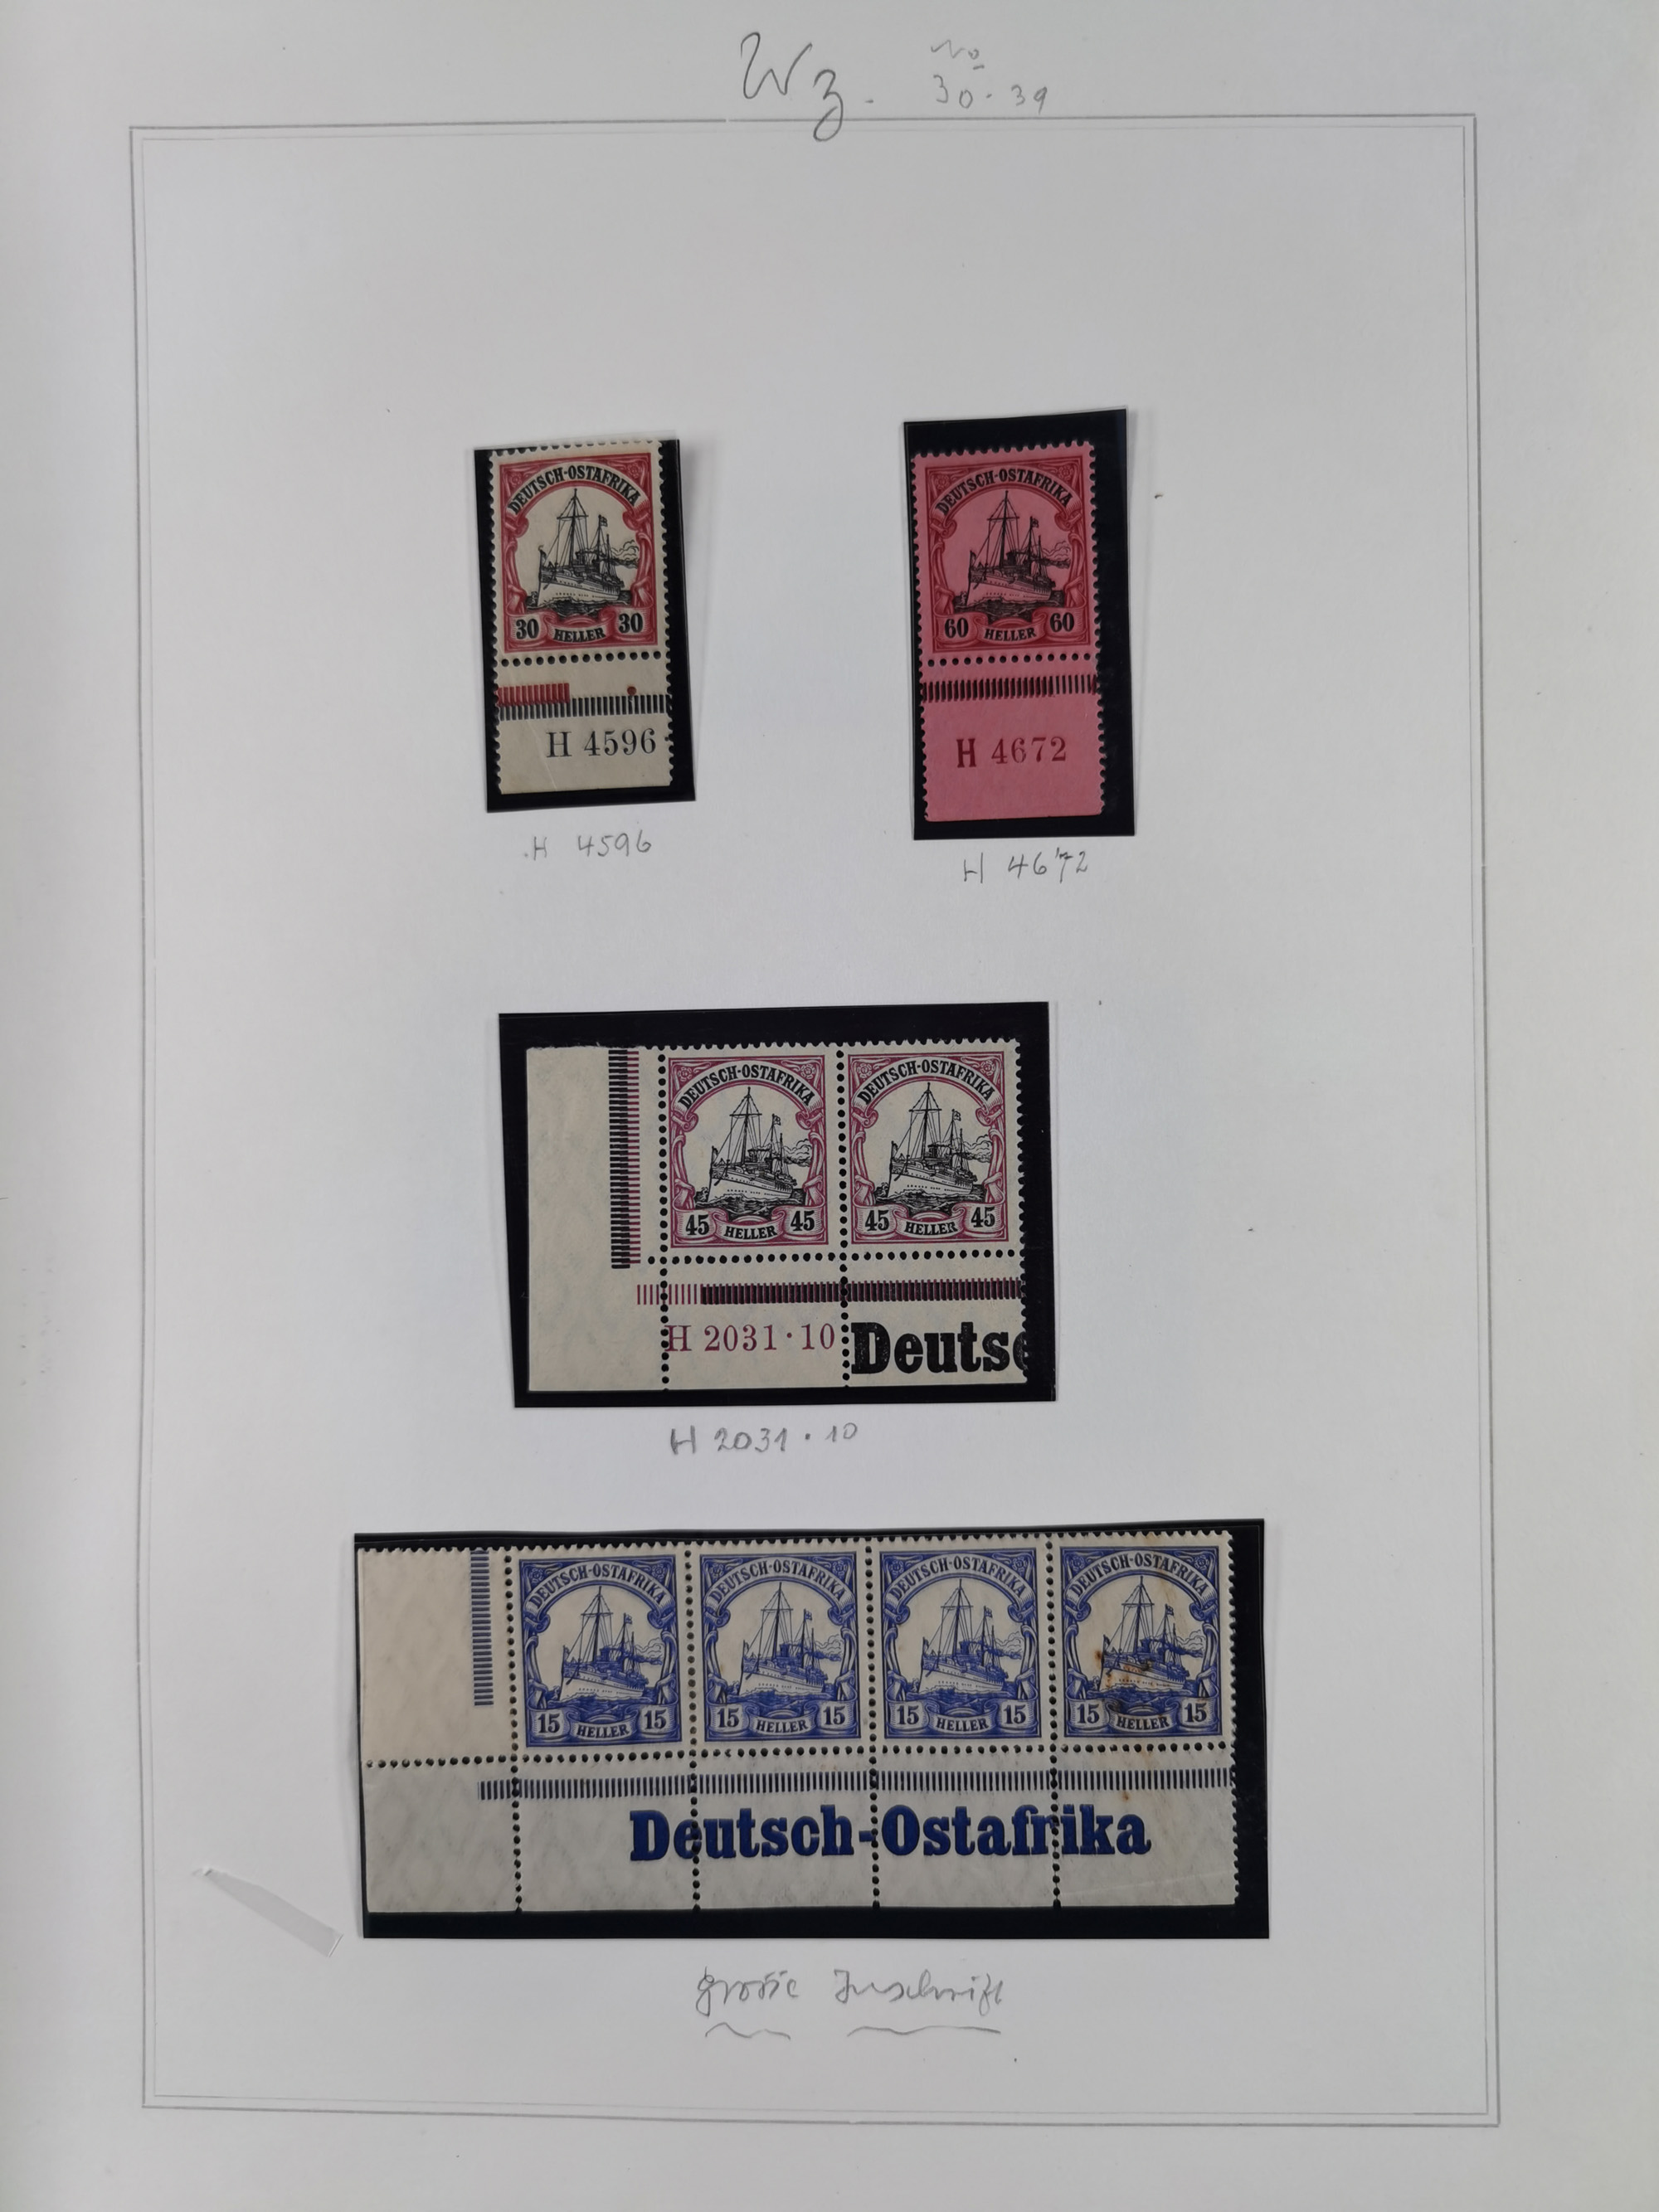 Wz. No
30-39
DEUTSCH-OSTAFRIKA
30 HELLER 30
H 4596
H 4596
DEUTSCH-OSTAFRIKA
60 HELLER 60
H 4672
H 4672
DEUTSCH-OSTAFRIKA DEUTSCH-OSTAFRIKA
45 HELLER 45 45 HELLER 45
H 2031·10 Deutsc
H 2031·10
DEUTSCH-OSTAFRIKA DEUTSCH-OSTAFRIKA DEUTSCH-OSTAFRIKA DEUTSCH-OSTAFRIKA
15 HELLER 15 15 HELLER 15 15 HELLER 15 15 HELLER 15
Deutsch-Ostafrika
große Inschrift